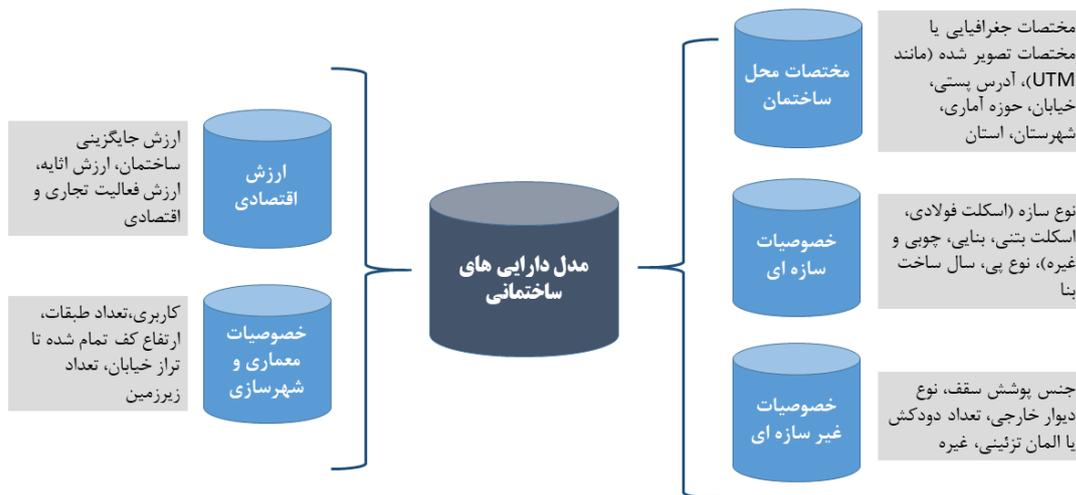 مختصات محل
ساختمان
مختصات جغرافیایی یا
مختصات تصویر شده (مانند
UTM)، آدرس پستی،
خیابان، حوزه آماری،
شهرستان، استان
خصوصیات
سازه ای
نوع سازه (اسکلت فولادی،
اسکلت بتنی، بنایی، چوبی و
غیره)، نوع پی، سال ساخت
بنا
خصوصیات
غیر سازه ای
جنس پوشش سقف، نوع
دیوار خارجی، تعداد دودکش
یا المان تزئینی، غیره
مدل دارایی های
ساختمانی
ارزش
اقتصادی
ارزش جایگزینی
ساختمان، ارزش اثایه،
ارزش فعالیت تجاری و
اقتصادی
خصوصیات
معماری و
شهرسازی
کاربری،تعداد طبقات،
ارتفاع کف تمام شده تا
تراز خیابان، تعداد
زیرزمین